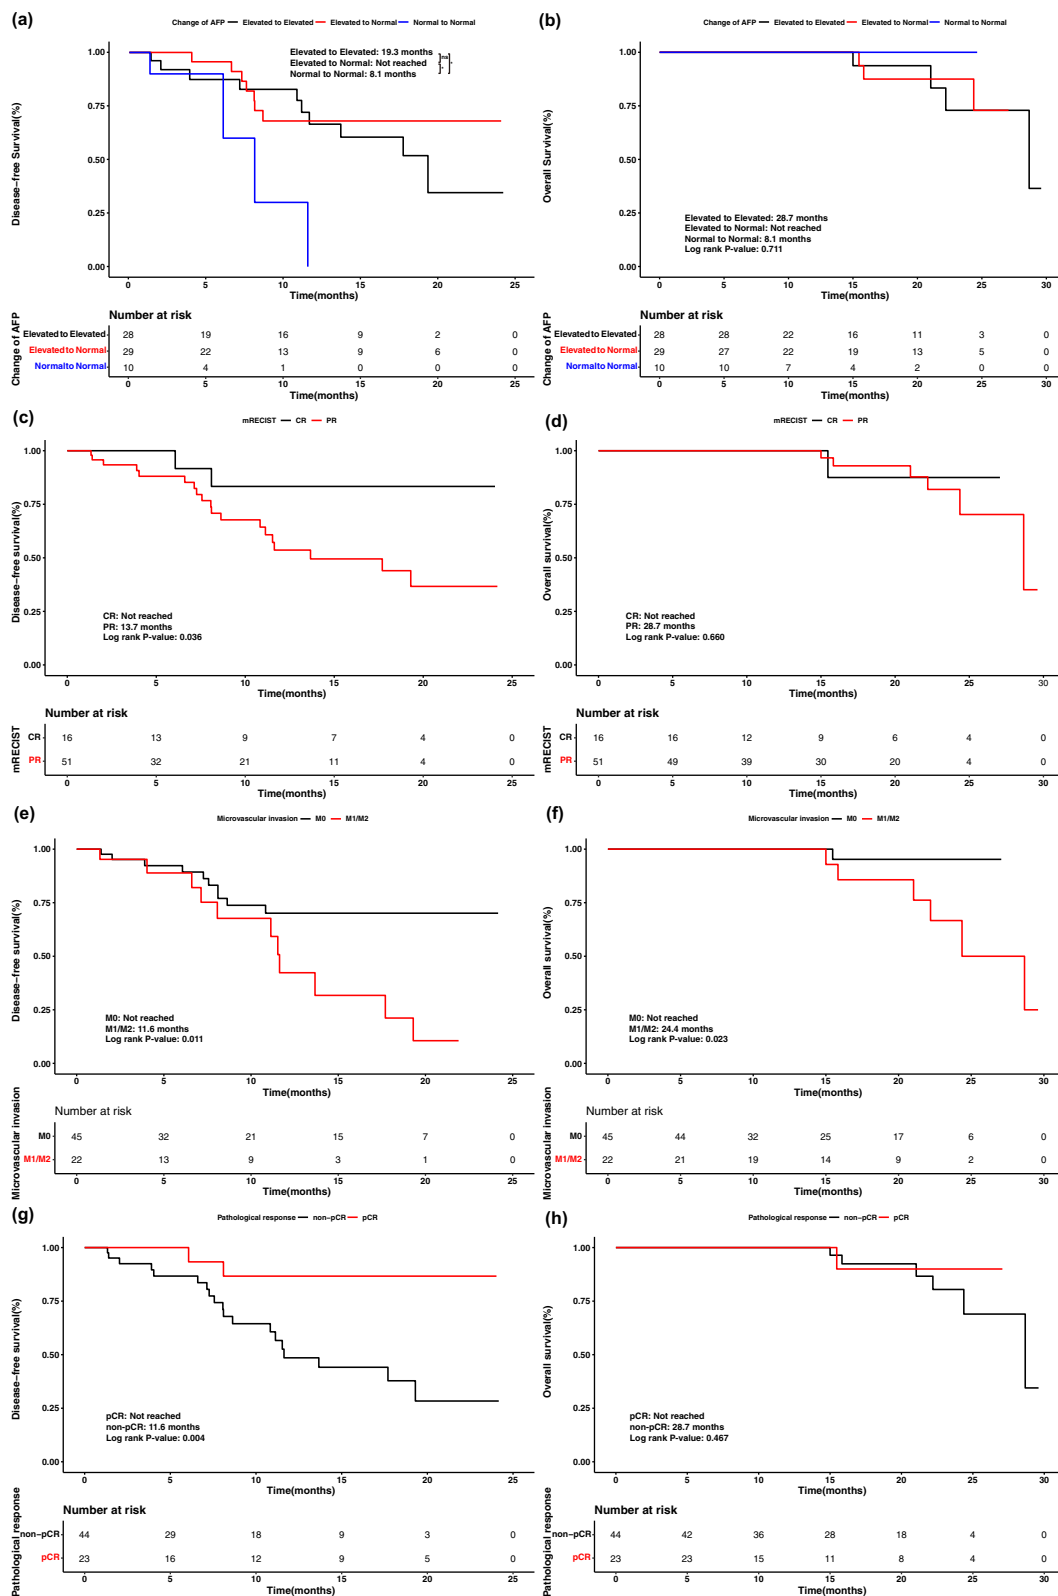 (a)
Change of AFP Elevated to Elevated Elevated to Normal Normal to Normal
Disease-free Survival(%)
1.00
0.75
0.50
0.25
0.00
Elevated to Elevated: 19.3 months
Elevated to Normal: Not reached
Normal to Normal: 8.1 months
ns
*
*
0 5 10 15 20 25
Time(months)
Number at risk
Change of AFP
Elevated to Elevated 28 19 16 9 2 0
Elevated to Normal 29 22 13 9 6 0
Normal to Normal 10 4 1 0 0 0
0 5 10 15 20 25
Time(months)
(b)
Change of AFP Elevated to Elevated Elevated to Normal Normal to Normal
Overall Survival(%)
1.00
0.75
0.50
0.25
0.00
Elevated to Elevated: 28.7 months
Elevated to Normal: Not reached
Normal to Normal: 8.1 months
Log rank P-value: 0.711
0 5 10 15 20 25 30
Time(months)
Number at risk
Change of AFP
Elevated to Elevated 28 28 22 16 11 3 0
Elevated to Normal 29 27 22 19 13 5 0
Normal to Normal 10 10 7 4 2 0 0
0 5 10 15 20 25 30
Time(months)
(c)
mRECIST CR PR
Disease-free survival(%)
1.00
0.75
0.50
0.25
0.00
CR: Not reached
PR: 13.7 months
Log rank P-value: 0.036
0 5 10 15 20 25
Time(months)
Number at risk
mRECIST
CR 16 13 9 7 4 0
PR 51 32 21 11 4 0
0 5 10 15 20 25
Time(months)
(d)
mRECIST CR PR
Overall survival(%)
1.00
0.75
0.50
0.25
0.00
CR: Not reached
PR: 28.7 months
Log rank P-value: 0.660
0 5 10 15 20 25 30
Time(months)
Number at risk
mRECIST
CR 16 16 12 9 6 4 0
PR 51 49 39 30 20 4 0
0 5 10 15 20 25 30
Time(months)
(e)
Microvascular invasion M0 M1/M2
Disease-free survival(%)
1.00
0.75
0.50
0.25
0.00
M0: Not reached
M1/M2: 11.6 months
Log rank P-value: 0.011
0 5 10 15 20 25
Time(months)
Number at risk
Microvascular invasion
M0 45 32 21 15 7 0
M1/M2 22 13 9 3 1 0
0 5 10 15 20 25
Time(months)
(f)
Microvascular invasion M0 M1/M2
Overall survival(%)
1.00
0.75
0.50
0.25
0.00
M0: Not reached
M1/M2: 24.4 months
Log rank P-value: 0.023
0 5 10 15 20 25 30
Time(months)
Number at risk
Microvascular invasion
M0 45 44 32 25 17 6 0
M1/M2 22 21 19 14 9 2 0
0 5 10 15 20 25 30
Time(months)
(g)
Pathological response non-pCR pCR
Disease-free survival(%)
1.00
0.75
0.50
0.25
0.00
pCR: Not reached
non-pCR: 11.6 months
Log rank P-value: 0.004
0 5 10 15 20 25
Time(months)
Number at risk
Pathological response
non-pCR 44 29 18 9 3 0
pCR 23 16 12 9 5 0
0 5 10 15 20 25
Time(months)
(h)
Pathological response non-pCR pCR
Overall survival(%)
1.00
0.75
0.50
0.25
0.00
pCR: Not reached
non-pCR: 28.7 months
Log rank P-value: 0.467
0 5 10 15 20 25 30
Time(months)
Number at risk
Pathological response
non-pCR 44 42 36 28 18 4 0
pCR 23 23 15 11 8 4 0
0 5 10 15 20 25 30
Time(months)